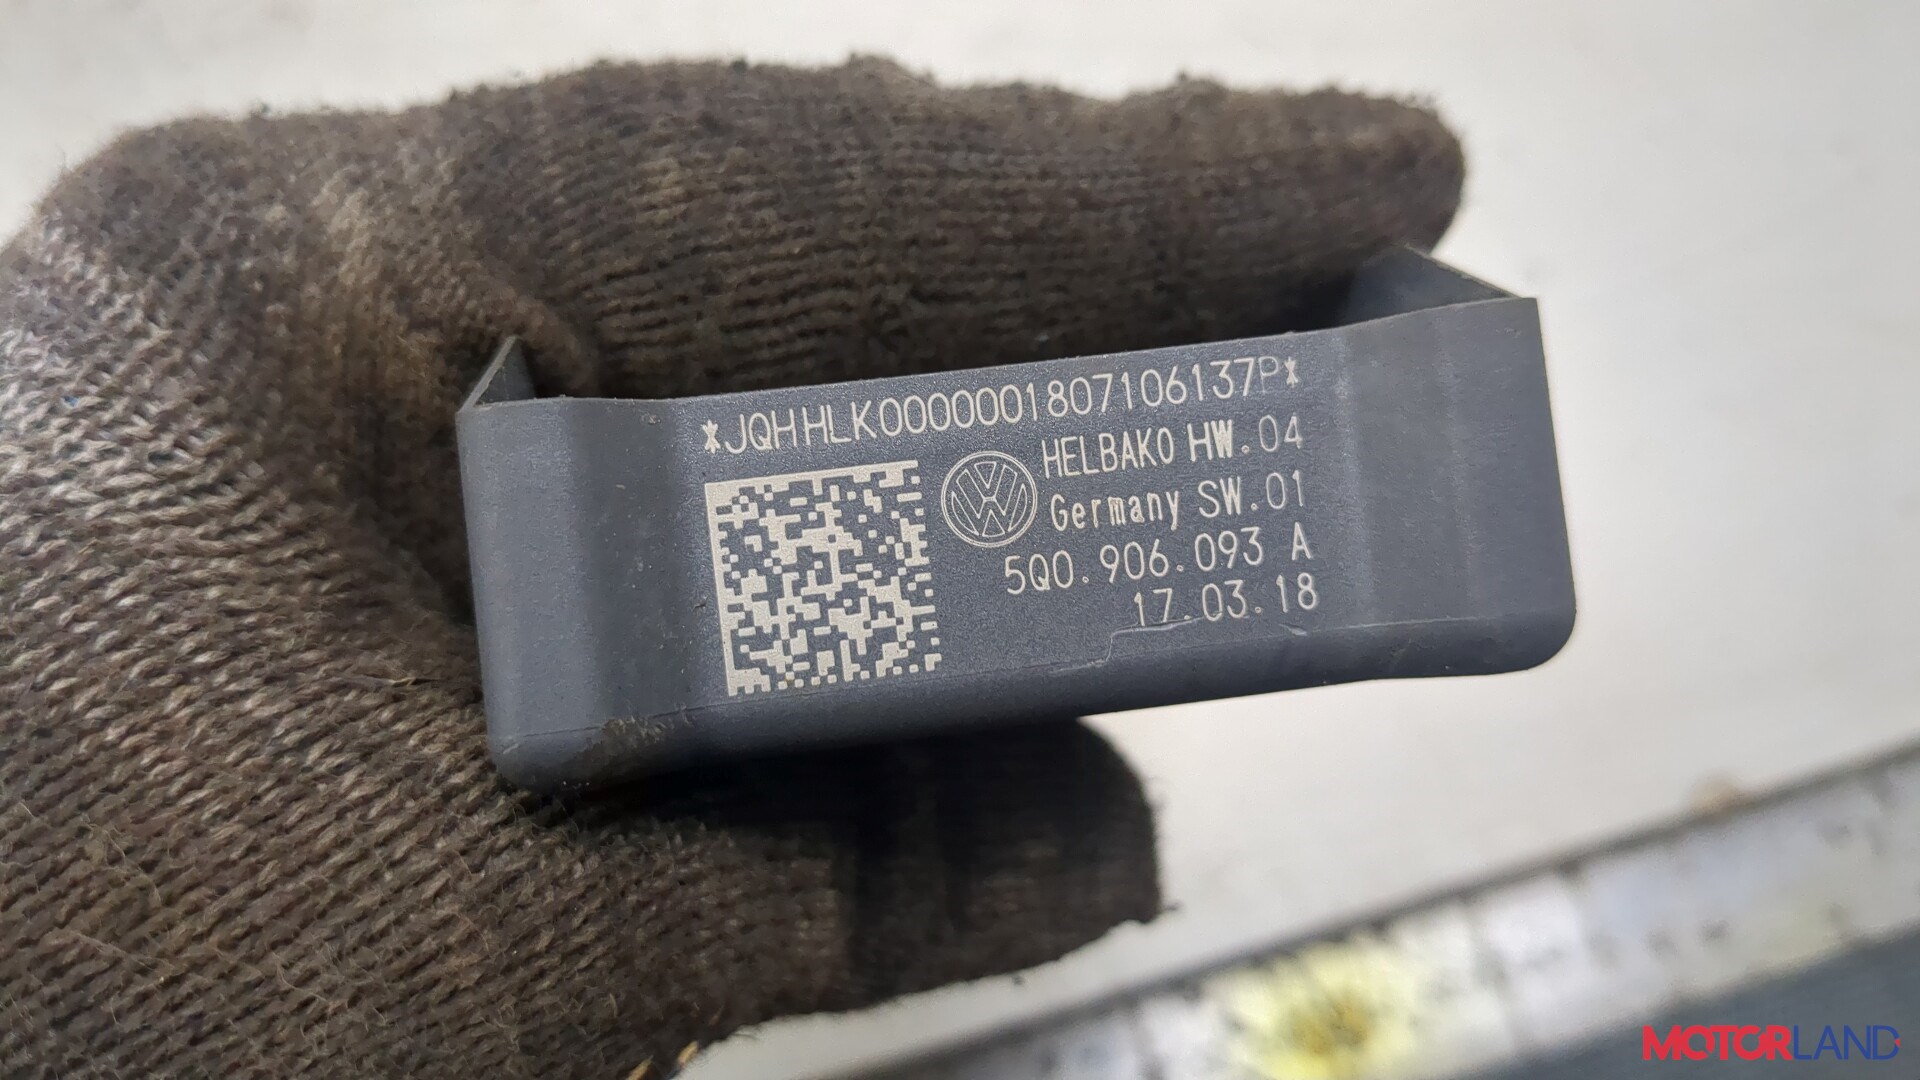 *JQHHLK0000001807106137P*
HELBAKO HW.04
Germany SW.01
5Q0.906.093 A
17.03.18
MOTORLAND